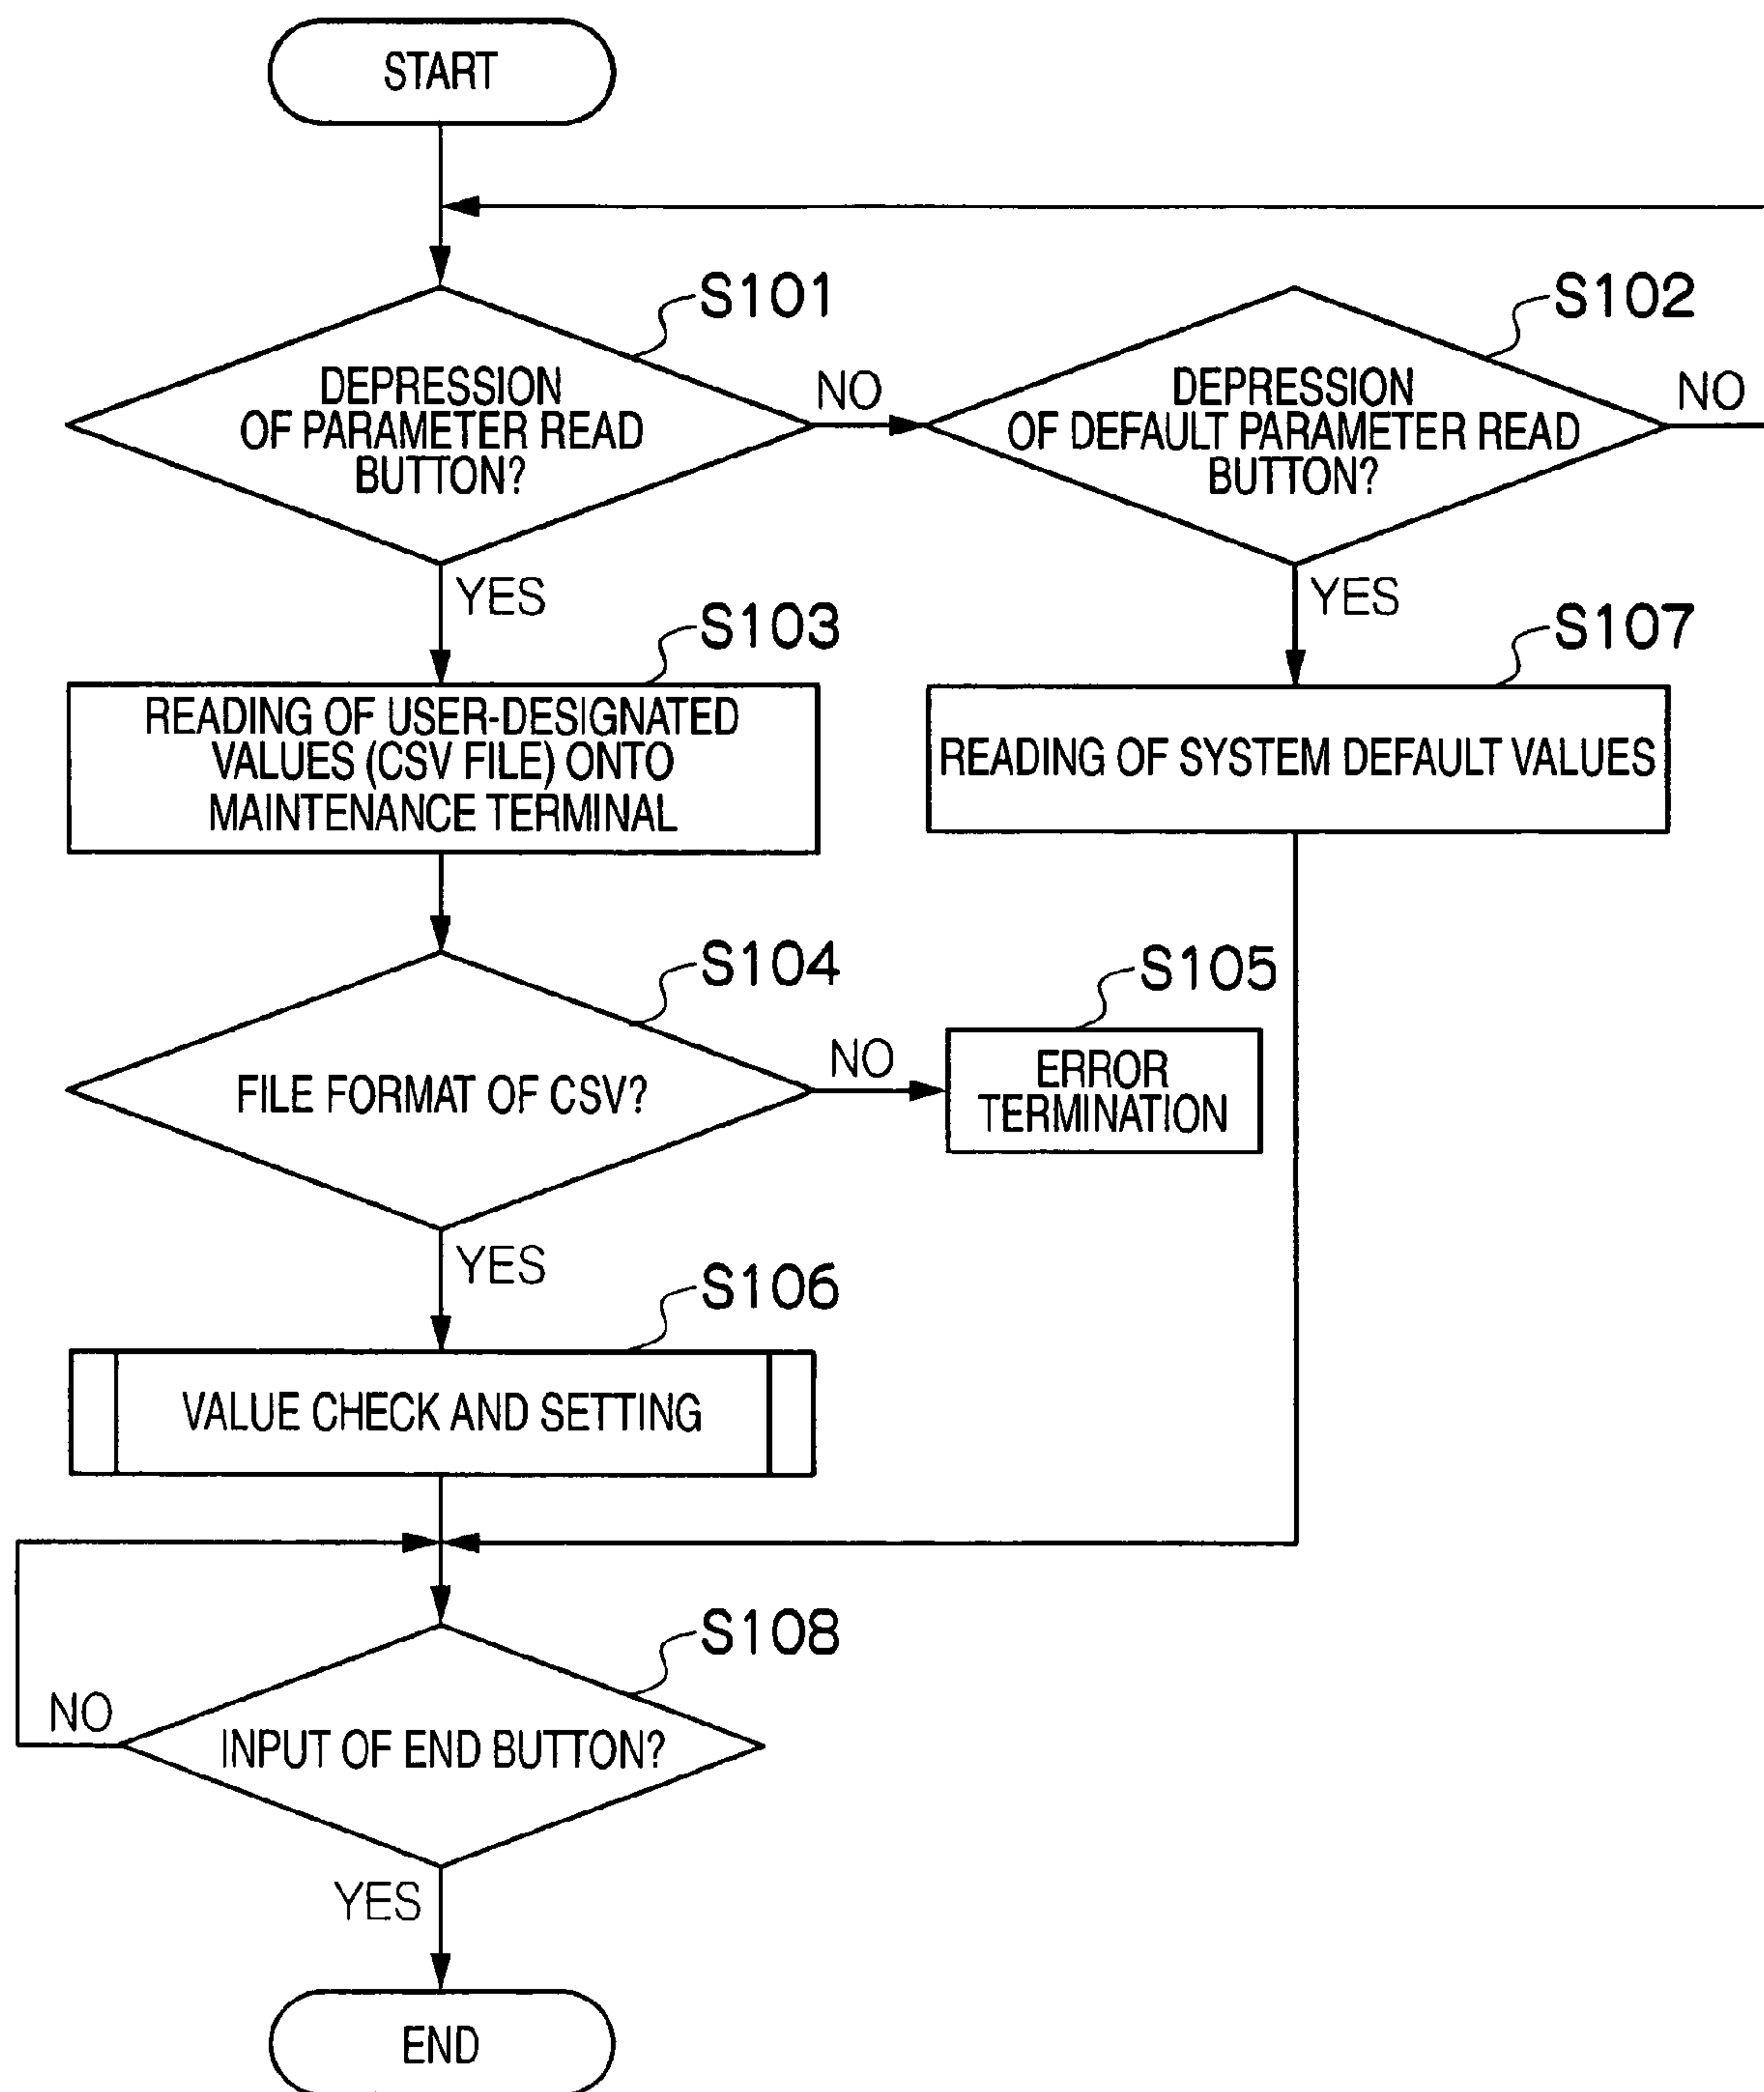 START
S101
DEPRESSION
OF PARAMETER READ
BUTTON?
NO
S102
DEPRESSION
OF DEFAULT PARAMETER READ
BUTTON?
NO
YES
YES
S103
READING OF USER-DESIGNATED
VALUES (CSV FILE) ONTO
MAINTENANCE TERMINAL
S107
READING OF SYSTEM DEFAULT VALUES
S104
FILE FORMAT OF CSV?
NO
S105
ERROR
TERMINATION
YES
S106
VALUE CHECK AND SETTING
S108
INPUT OF END BUTTON?
NO
YES
END